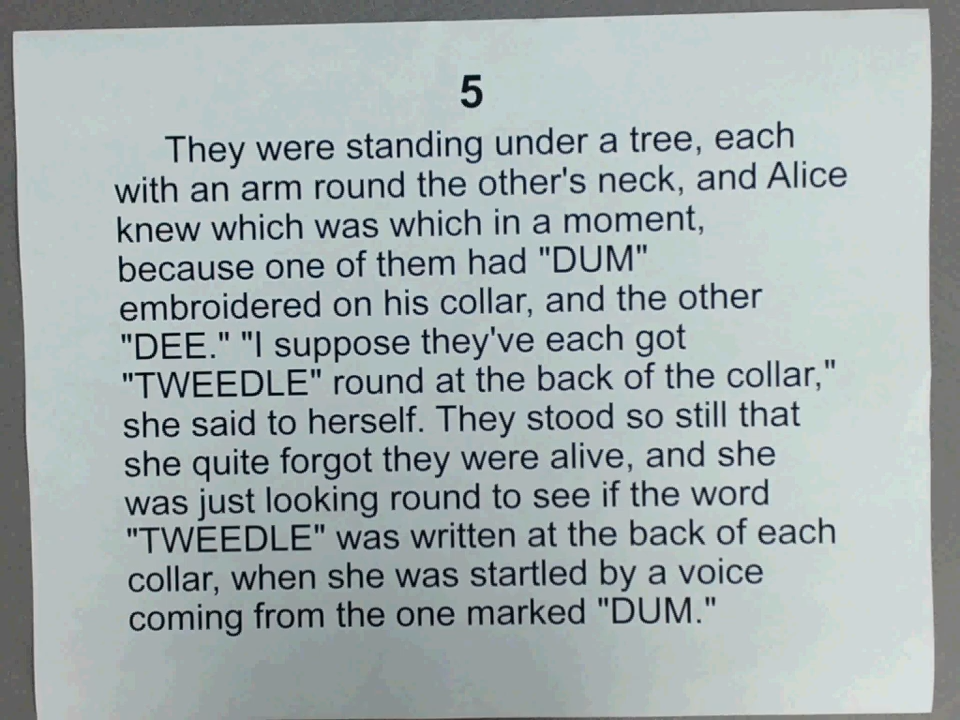 5
They were standing under a tree, each
with an arm round the other's neck, and Alice
knew which was which in a moment,
because one of them had "DUM"
embroidered on his collar, and the other
"DEE." "I suppose they've each got
"TWEEDLE" round at the back of the collar,"
she said to herself. They stood so still that
she quite forgot they were alive, and she
was just looking round to see if the word
"TWEEDLE" was written at the back of each
collar, when she was startled by a voice
coming from the one marked "DUM."